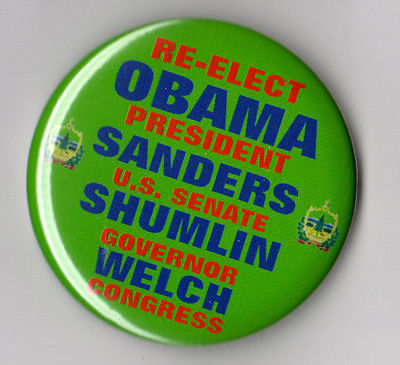 RE-ELECT
OBAMA
PRESIDENT
SANDERS
U.S. SENATE
SHUMLIN
GOVERNOR
WELCH
CONGRESS